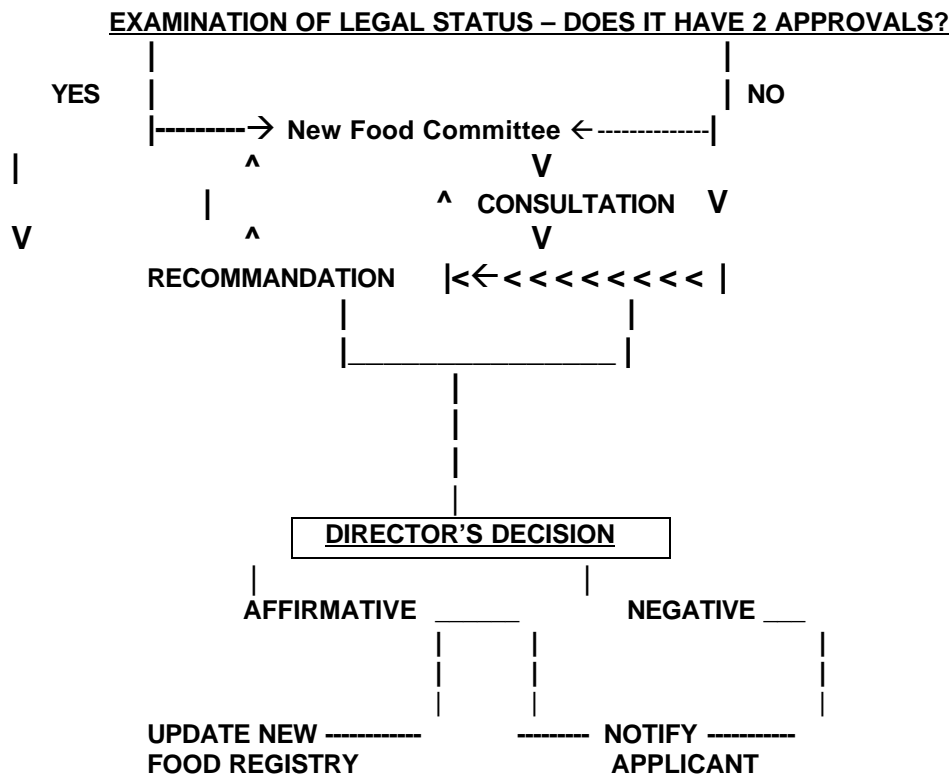 EXAMINATION OF LEGAL STATUS – DOES IT HAVE 2 APPROVALS?
YES NO
New Food Committee
CONSULTATION
RECOMMANDATION
DIRECTOR'S DECISION
AFFIRMATIVE NEGATIVE
UPDATE NEW NOTIFY
FOOD REGISTRY APPLICANT